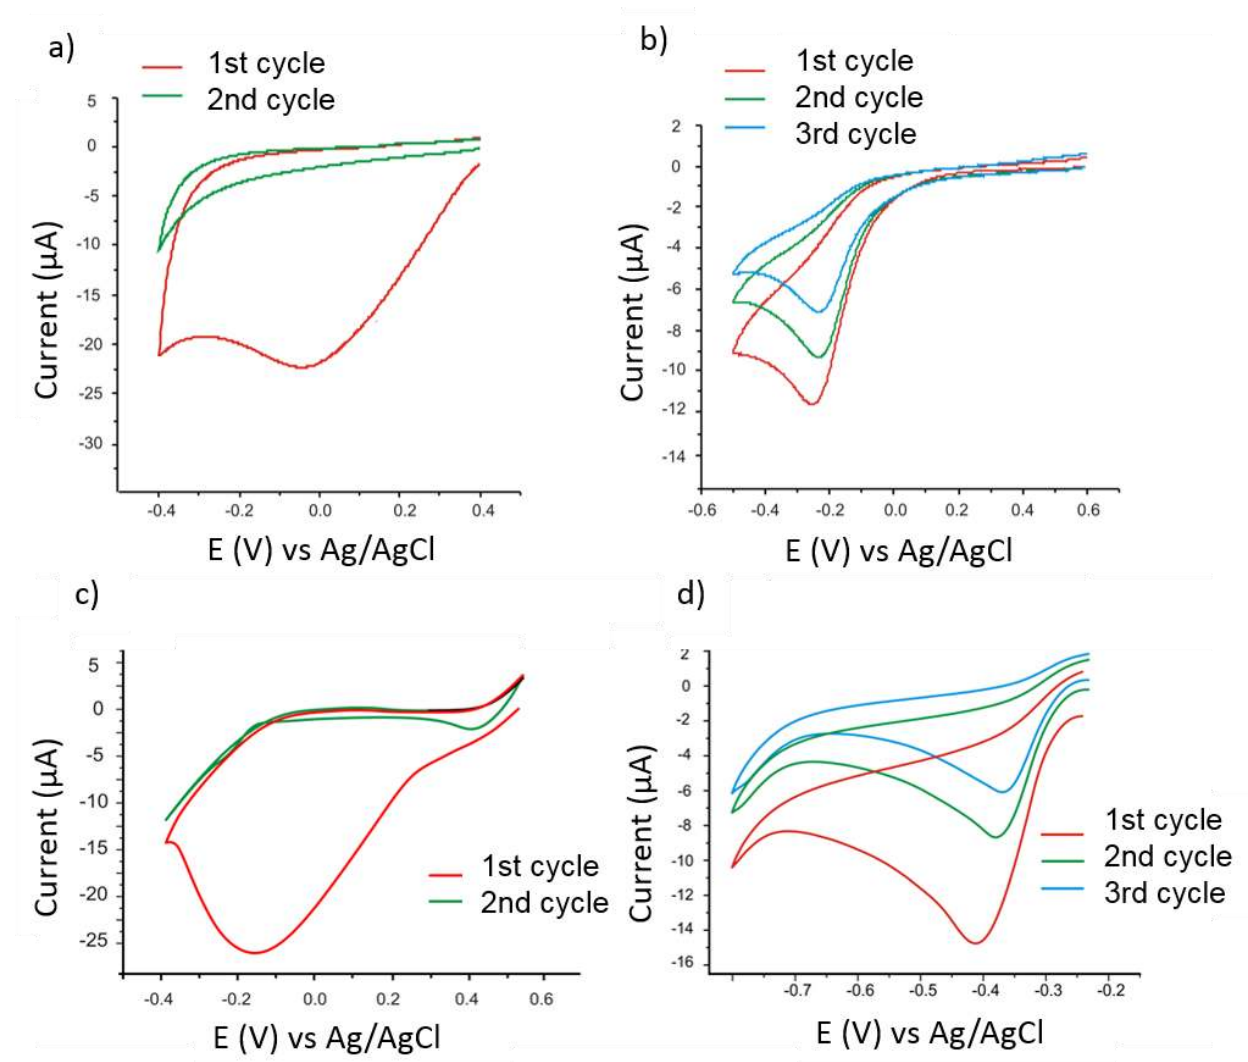 a)
1st cycle
2nd cycle
5
0
-5
-10
-15
-20
-25
-30
Current (µA)
-0.4
-0.2
0.0
0.2
0.4
E (V) vs Ag/AgCl
b)
1st cycle
2nd cycle
3rd cycle
2
0
-2
-4
-6
-8
-10
-12
-14
Current (µA)
-0.6
-0.4
-0.2
0.0
0.2
0.4
0.6
E (V) vs Ag/AgCl
c)
5
0
-5
-10
-15
-20
-25
Current (µA)
1st cycle
2nd cycle
-0.4
-0.2
0.0
0.2
0.4
0.6
E (V) vs Ag/AgCl
d)
2
0
-2
-4
-6
-8
-10
-12
-14
-16
Current (µA)
1st cycle
2nd cycle
3rd cycle
-0.7
-0.6
-0.5
-0.4
-0.3
-0.2
E (V) vs Ag/AgCl